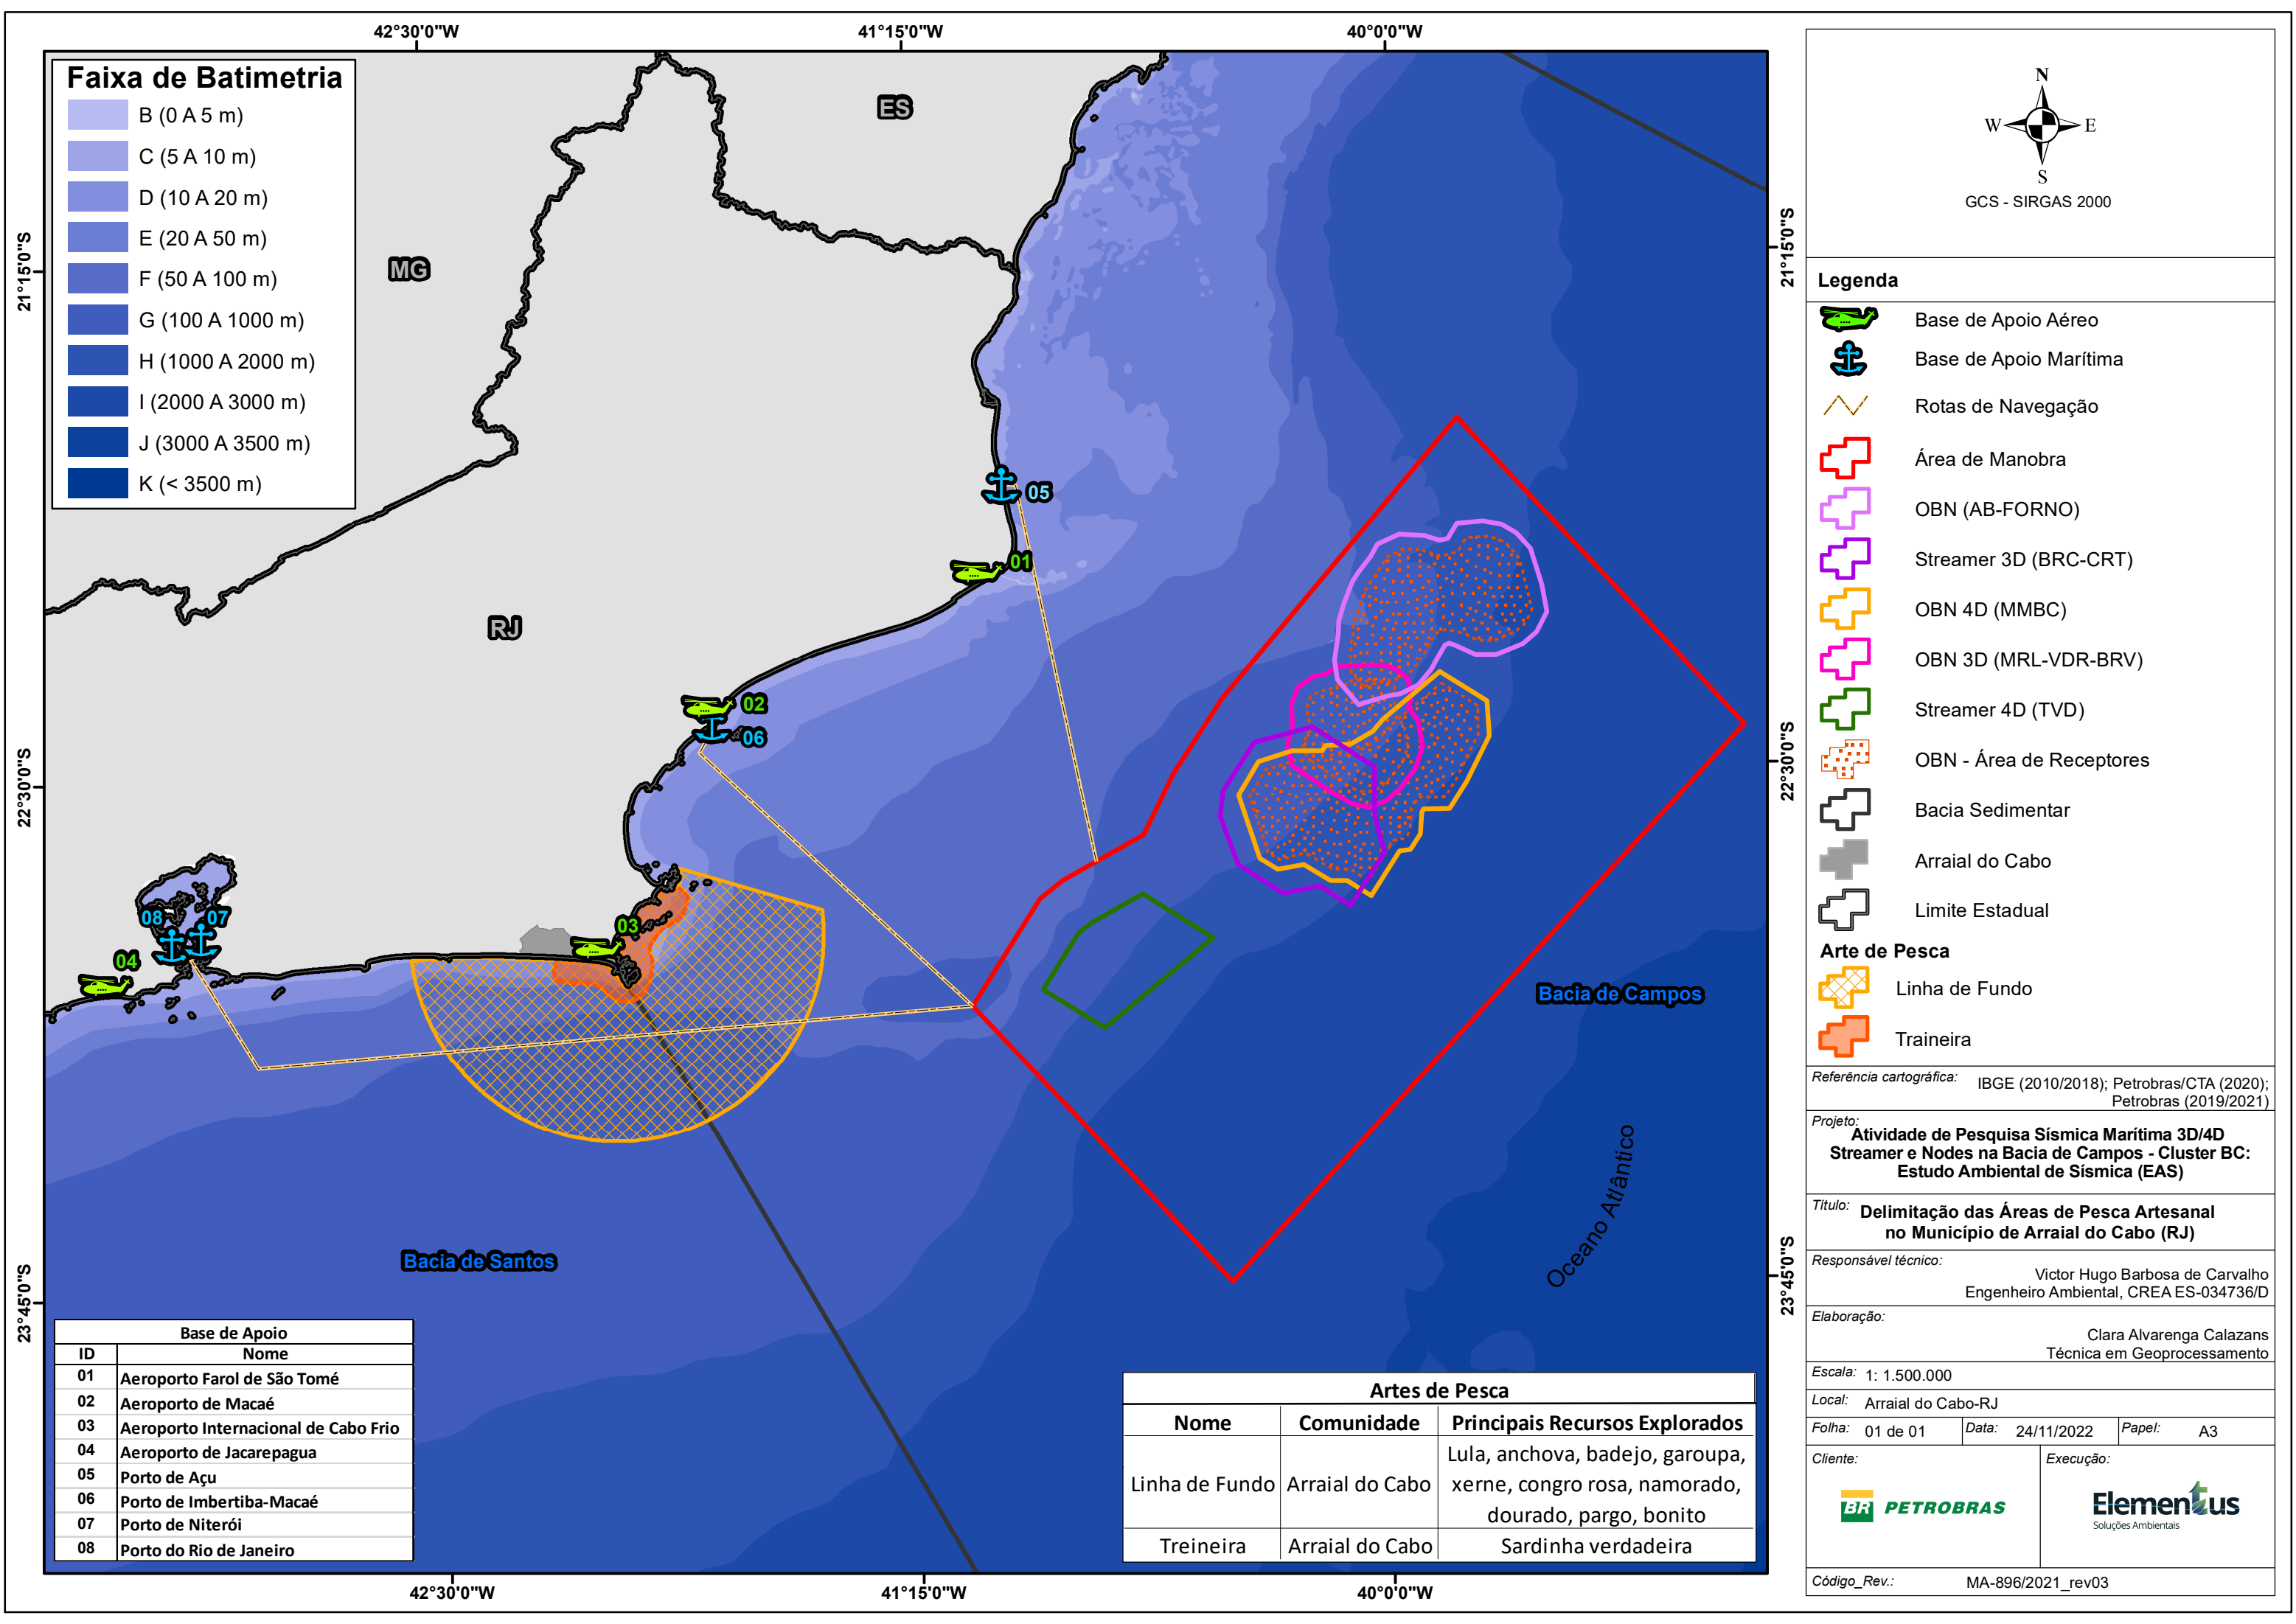 42°30'0"W
41°15'0"W
40°0'0"W
Faixa de Batimetria
B (0 A 5 m)
C (5 A 10 m)
D (10 A 20 m)
E (20 A 50 m)
F (50 A 100 m)
G (100 A 1000 m)
H (1000 A 2000 m)
I (2000 A 3000 m)
J (3000 A 3500 m)
K (< 3500 m)
21°15'0"S
22°30'0"S
23°45'0"S
ES
MG
RJ
05
01
02
06
03
08
07
04
Bacia de Campos
Bacia de Santos
Oceano Atlântico
21°15'0"S
22°30'0"S
23°45'0"S
Base de Apoio
ID Nome
01 Aeroporto Farol de São Tomé
02 Aeroporto de Macaé
03 Aeroporto Internacional de Cabo Frio
04 Aeroporto de Jacarepagua
05 Porto de Açu
06 Porto de Imbertiba-Macaé
07 Porto de Niterói
08 Porto do Rio de Janeiro
Artes de Pesca
Nome Comunidade Principais Recursos Explorados
Linha de Fundo Arraial do Cabo Lula, anchova, badejo, garoupa,
xerne, congro rosa, namorado,
dourado, pargo, bonito
Treineira Arraial do Cabo Sardinha verdadeira
42°30'0"W
41°15'0"W
40°0'0"W
N
W
E
S
GCS - SIRGAS 2000
Legenda
Base de Apoio Aéreo
Base de Apoio Marítima
Rotas de Navegação
Área de Manobra
OBN (AB-FORNO)
Streamer 3D (BRC-CRT)
OBN 4D (MMBC)
OBN 3D (MRL-VDR-BRV)
Streamer 4D (TVD)
OBN - Área de Receptores
Bacia Sedimentar
Arraial do Cabo
Limite Estadual
Arte de Pesca
Linha de Fundo
Traineira
Referência cartográfica: IBGE (2010/2018); Petrobras/CTA (2020);
Petrobras (2019/2021)
Projeto:
Atividade de Pesquisa Sísmica Marítima 3D/4D
Streamer e Nodes na Bacia de Campos - Cluster BC:
Estudo Ambiental de Sísmica (EAS)
Título: Delimitação das Áreas de Pesca Artesanal
no Município de Arraial do Cabo (RJ)
Responsável técnico:
Victor Hugo Barbosa de Carvalho
Engenheiro Ambiental, CREA ES-034736/D
Elaboração:
Clara Alvarenga Calazans
Técnica em Geoprocessamento
Escala: 1: 1.500.000
Local: Arraial do Cabo-RJ
Folha: 01 de 01 Data: 24/11/2022 Papel: A3
Cliente: Execução:
BR PETROBRAS
Elementus
Soluções Ambientais
Código_Rev.: MA-896/2021_rev03